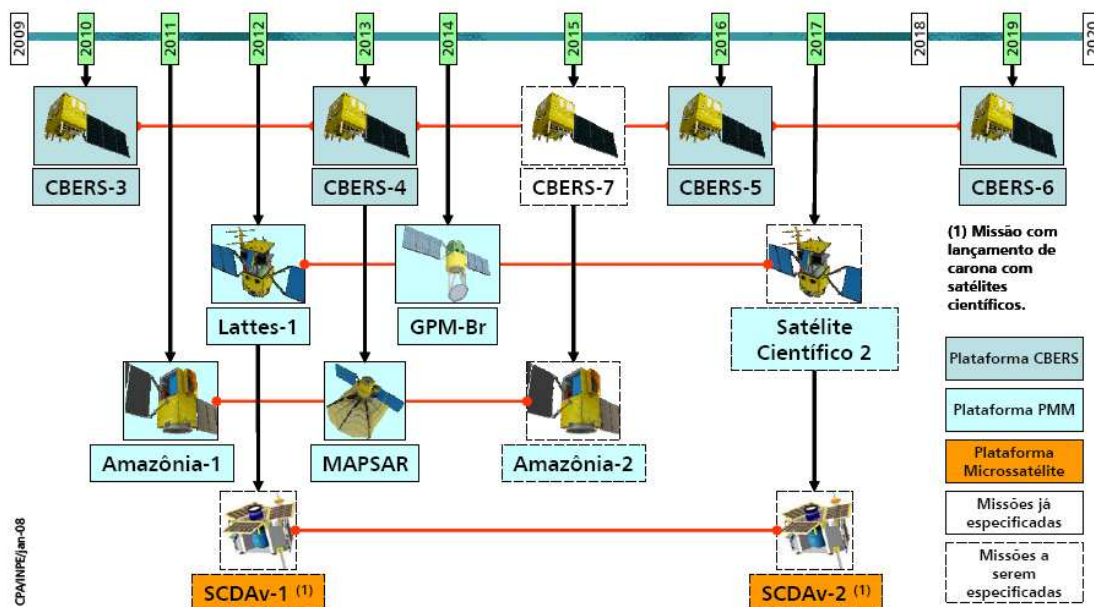 2009
2010
2011
2012
2013
2014
2015
2016
2017
2018
2019
2020
CBERS-3
CBERS-4
CBERS-7
CBERS-5
CBERS-6
(1) Missão com
lançamento de
carona com
satélites
científicos.
Lattes-1
GPM-Br
Satélite
Científico 2
Plataforma CBERS
Plataforma PMM
Amazônia-1
MAPSAR
Amazônia-2
Plataforma
Microssatélite
Missões já
especificadas
Missões a
serem
especificadas
SCDAv-1 (1)
SCDAv-2 (1)
CPA/INPE/jan-08